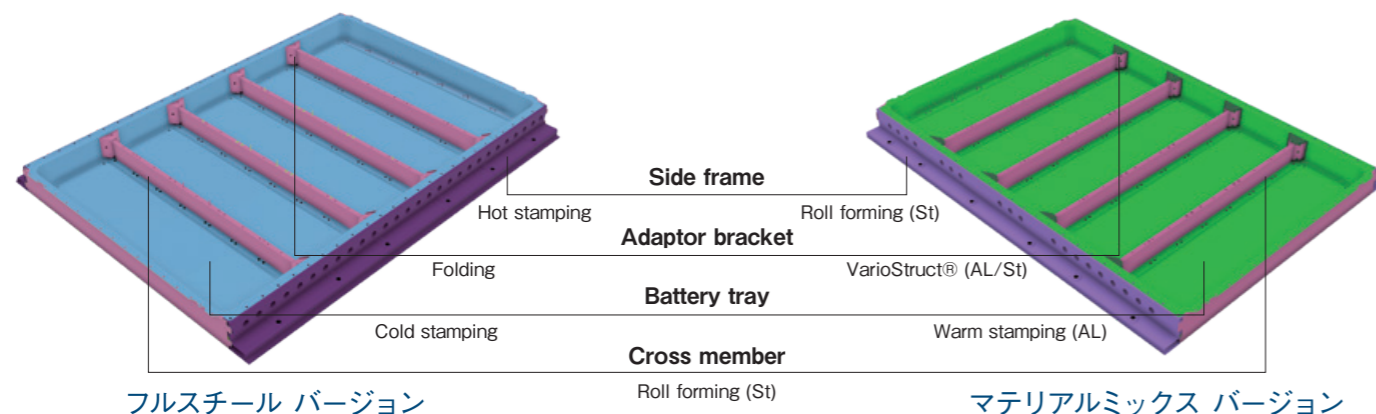 Side frame
Hot stamping
Roll forming (St)
Adaptor bracket
Folding
VarioStruct® (AL/St)
Battery tray
Cold stamping
Warm stamping (AL)
Cross member
Roll forming (St)
フルスチール バージョン
マテリアルミックス バージョン